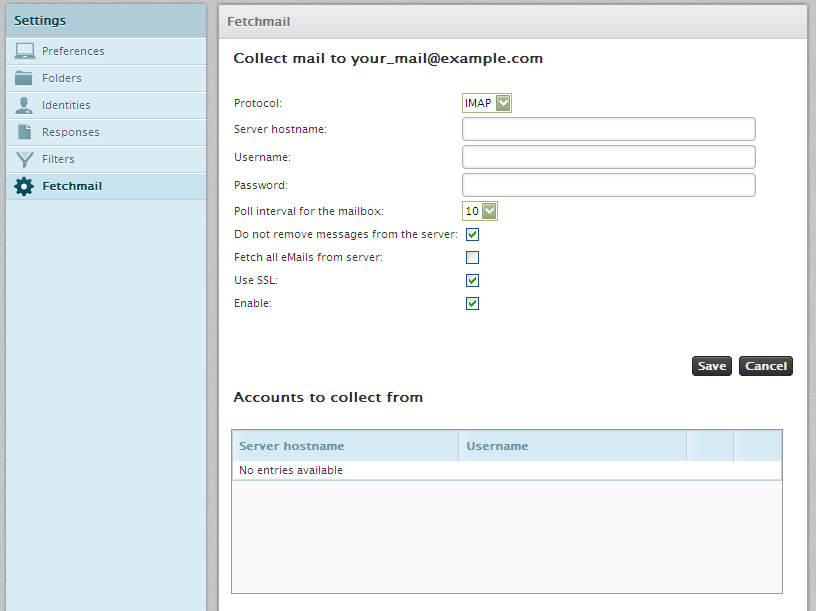 Settings
Preferences
Folders
Identities
Responses
Filters
Fetchmail
Fetchmail
Collect mail to your_mail@example.com
Protocol: IMAP
Server hostname:
Username:
Password:
Poll interval for the mailbox: 10
Do not remove messages from the server:
Fetch all eMails from server:
Use SSL:
Enable:
Save Cancel
Accounts to collect from
Server hostname Username
No entries available